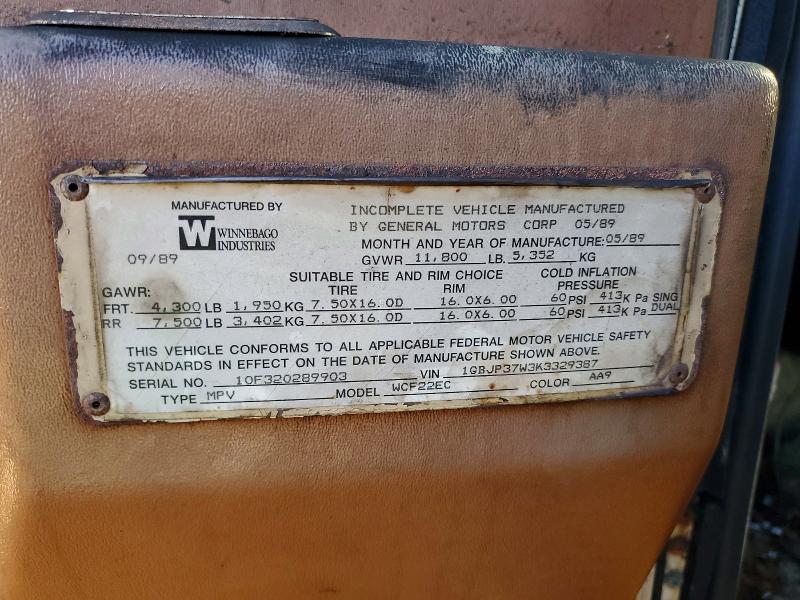 MANUFACTURED BY
W WINNEBAGO
INDUSTRIES
09/89
INCOMPLETE VEHICLE MANUFACTURED
BY GENERAL MOTORS CORP 05/89
MONTH AND YEAR OF MANUFACTURE: 05/89
GVWR 11,800 LB. 5,352 KG
SUITABLE TIRE AND RIM CHOICE COLD INFLATION
GAWR: TIRE RIM PRESSURE
FRT. 4,300 LB 1,950 KG 7.50X16.0D 16.0X6.00 60 PSI 413 K Pa SING
RR 7,500 LB 3,402 KG 7.50X16.0D 16.0X6.00 60 PSI 413 K Pa DUAL
THIS VEHICLE CONFORMS TO ALL APPLICABLE FEDERAL MOTOR VEHICLE SAFETY
STANDARDS IN EFFECT ON THE DATE OF MANUFACTURE SHOWN ABOVE.
SERIAL NO. 10F320289903 VIN 1GBJP37W3K3329387
TYPE MPV MODEL WCF22EC COLOR AA9